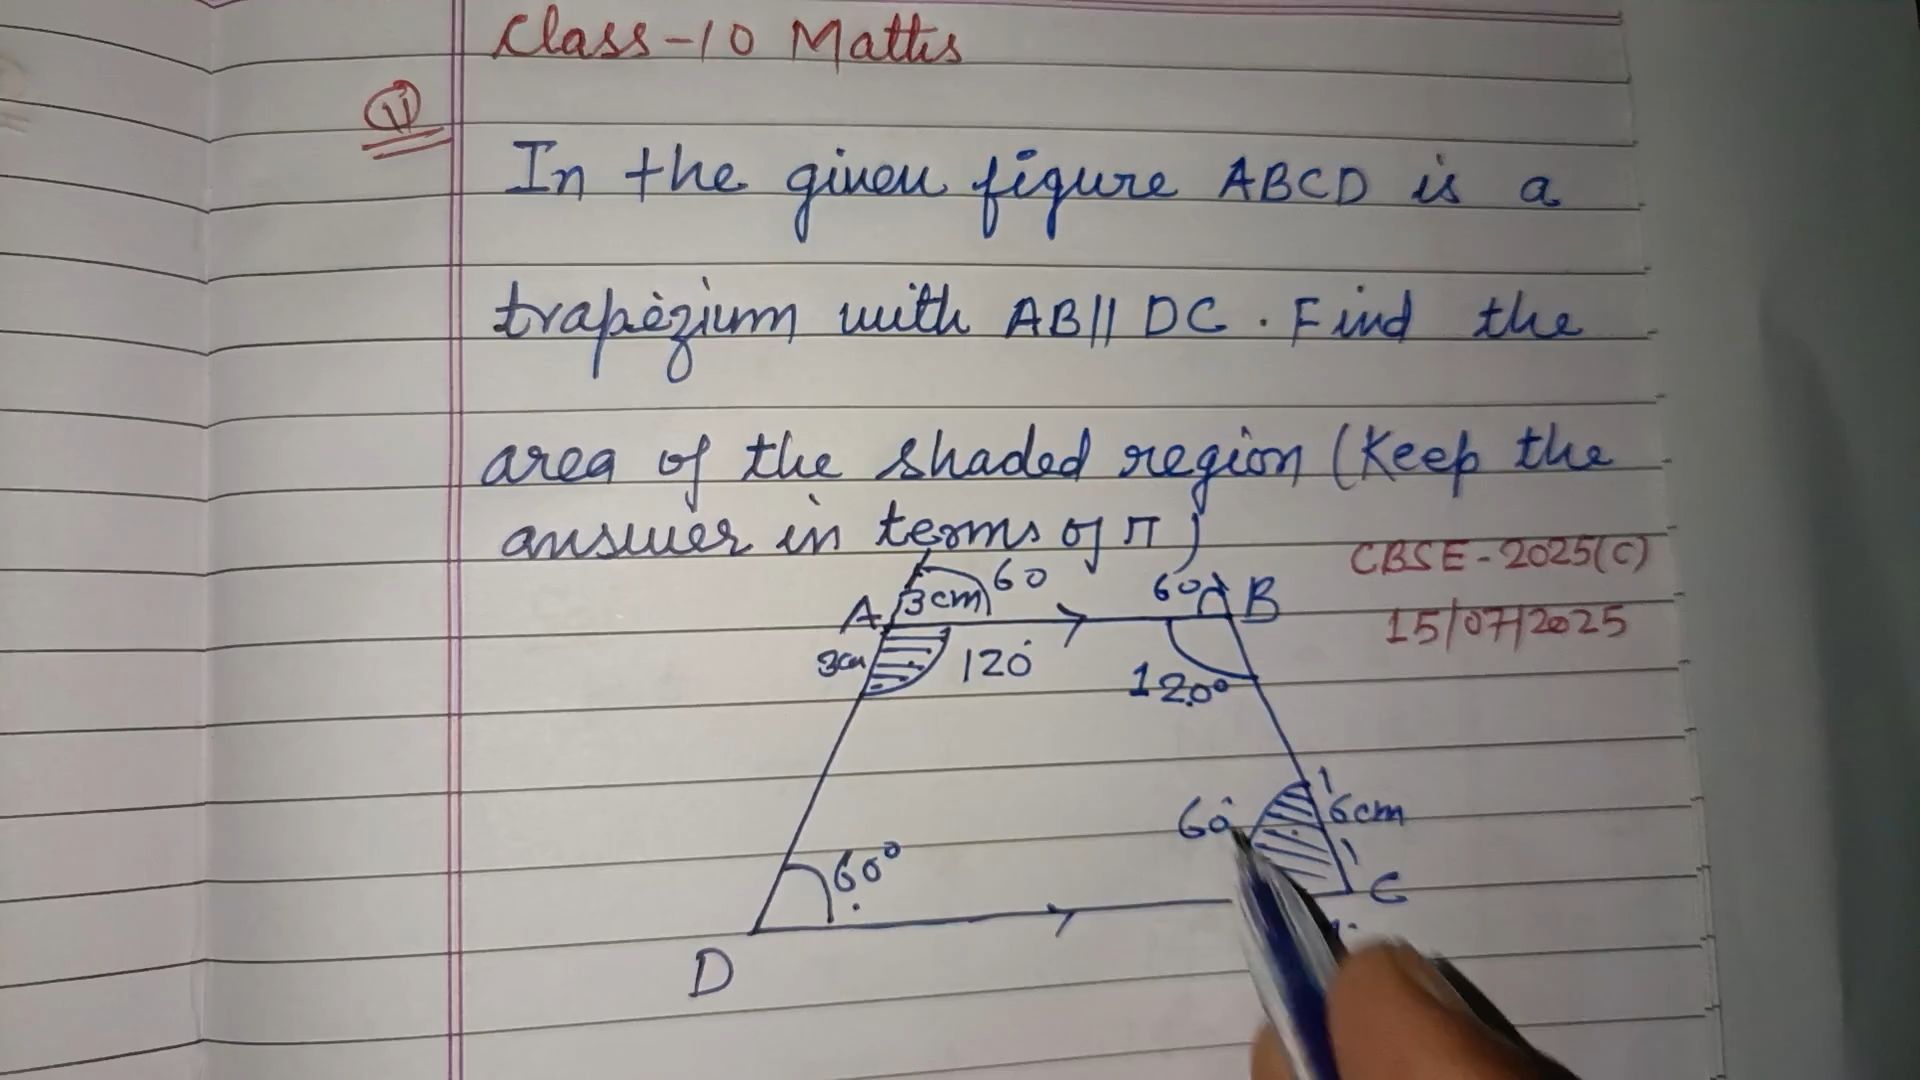 Class-10 Maths
11
In the given figure ABCD is a
trapezium with AB || DC. Find the
area of the shaded region (Keep the
answer in terms of π)
CBSE-2025(C)
15/07/2025
A 3cm 60 60° B
3cm 120° 120°
60° 6cm
60° C
D